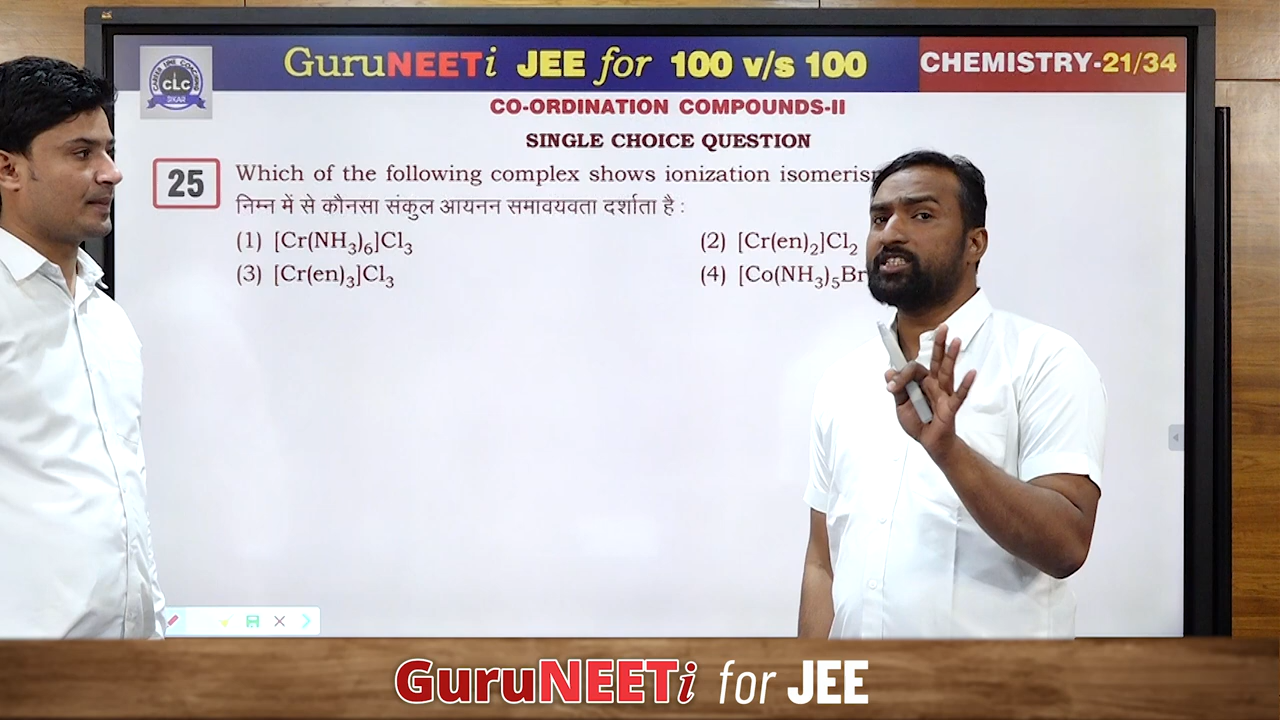 GuruNEETi JEE for 100 v/s 100
CHEMISTRY-21/34
CLC
SIKAR
CO-ORDINATION COMPOUNDS-II
SINGLE CHOICE QUESTION
25 Which of the following complex shows ionization
निम्न में से कौनसा संकुल आयनन समावयवता दर्शाता है :
(1) [Cr(NH₃)₆]Cl₃ (2) [Cr(en)₂]Cl₂
(3) [Cr(en)₃]Cl₃ (4) [Co(NH₃)₅Br
GuruNEETi for JEE